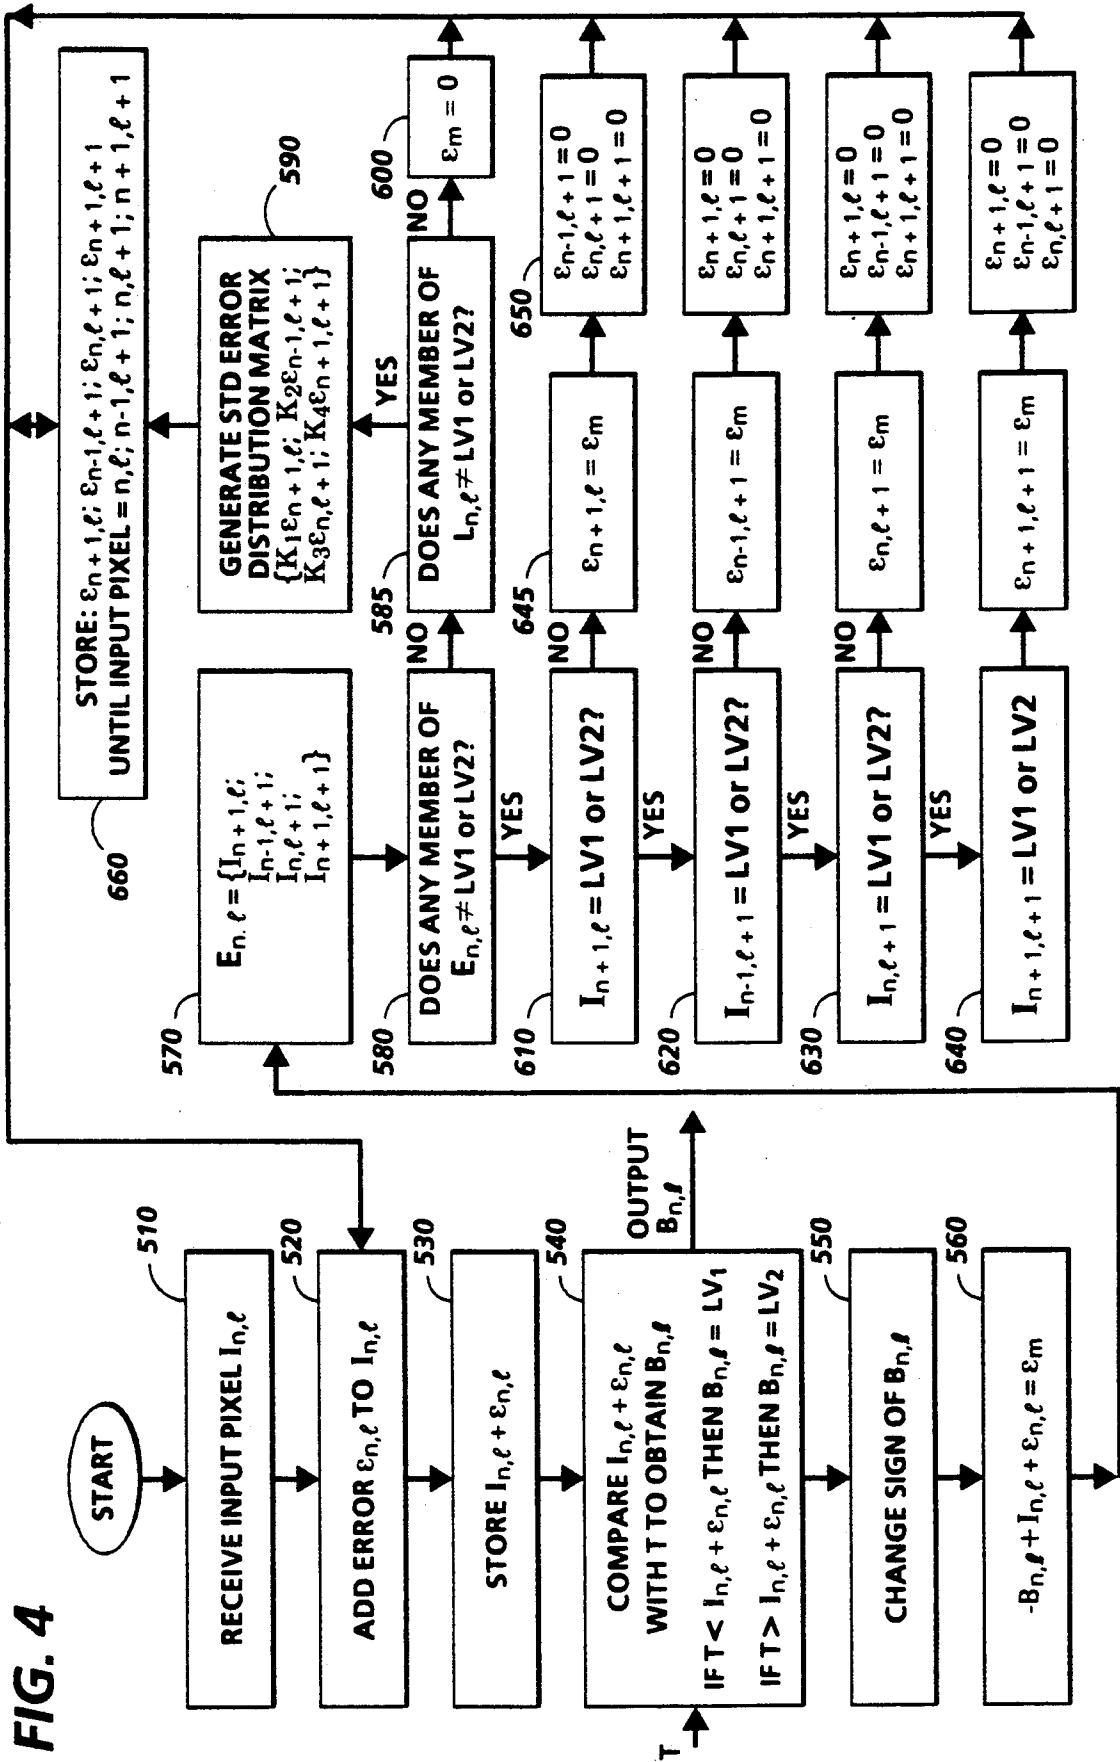 FIG. 4
START
510
RECEIVE INPUT PIXEL In,ℓ
520
ADD ERROR εn,ℓ TO In,ℓ
530
STORE In,ℓ + εn,ℓ
540
COMPARE In,ℓ + εn,ℓ
WITH T TO OBTAIN Bn,ℓ
IF T < In,ℓ + εn,ℓ THEN Bn,ℓ = LV1
IF T > In,ℓ + εn,ℓ THEN Bn,ℓ = LV2
T
OUTPUT
Bn,ℓ
550
CHANGE SIGN OF Bn,ℓ
560
-Bn,ℓ + In,ℓ + εn,ℓ = εm
660
STORE: εn+1,ℓ; εn-1,ℓ+1; εn,ℓ+1; εn+1,ℓ+1
UNTIL INPUT PIXEL = n,ℓ; n-1,ℓ+1; n,ℓ+1; n+1,ℓ+1
570
En.ℓ = {In+1,ℓ;
In-1,ℓ+1;
In,ℓ+1;
In+1,ℓ+1}
590
GENERATE STD ERROR
DISTRIBUTION MATRIX
{K1εn+1,ℓ; K2εn-1,ℓ+1;
K3εn,ℓ+1; K4εn+1,ℓ+1}
580
DOES ANY MEMBER OF
En,ℓ ≠ LV1 or LV2?
NO
YES
585
DOES ANY MEMBER OF
Ln,ℓ ≠ LV1 or LV2?
YES
NO
600
εm = 0
610
In+1,ℓ = LV1 or LV2?
NO
YES
645
εn+1,ℓ = εm
650
εn-1,ℓ+1 = 0
εn,ℓ+1 = 0
εn+1,ℓ+1 = 0
620
In-1,ℓ+1 = LV1 or LV2?
NO
YES
εn-1,ℓ+1 = εm
εn+1,ℓ = 0
εn,ℓ+1 = 0
εn+1,ℓ+1 = 0
630
In,ℓ+1 = LV1 or LV2?
NO
YES
εn,ℓ+1 = εm
εn+1,ℓ = 0
εn-1,ℓ+1 = 0
εn+1,ℓ+1 = 0
640
In+1,ℓ+1 = LV1 or LV2
εn+1,ℓ+1 = εm
εn+1,ℓ = 0
εn-1,ℓ+1 = 0
εn,ℓ+1 = 0